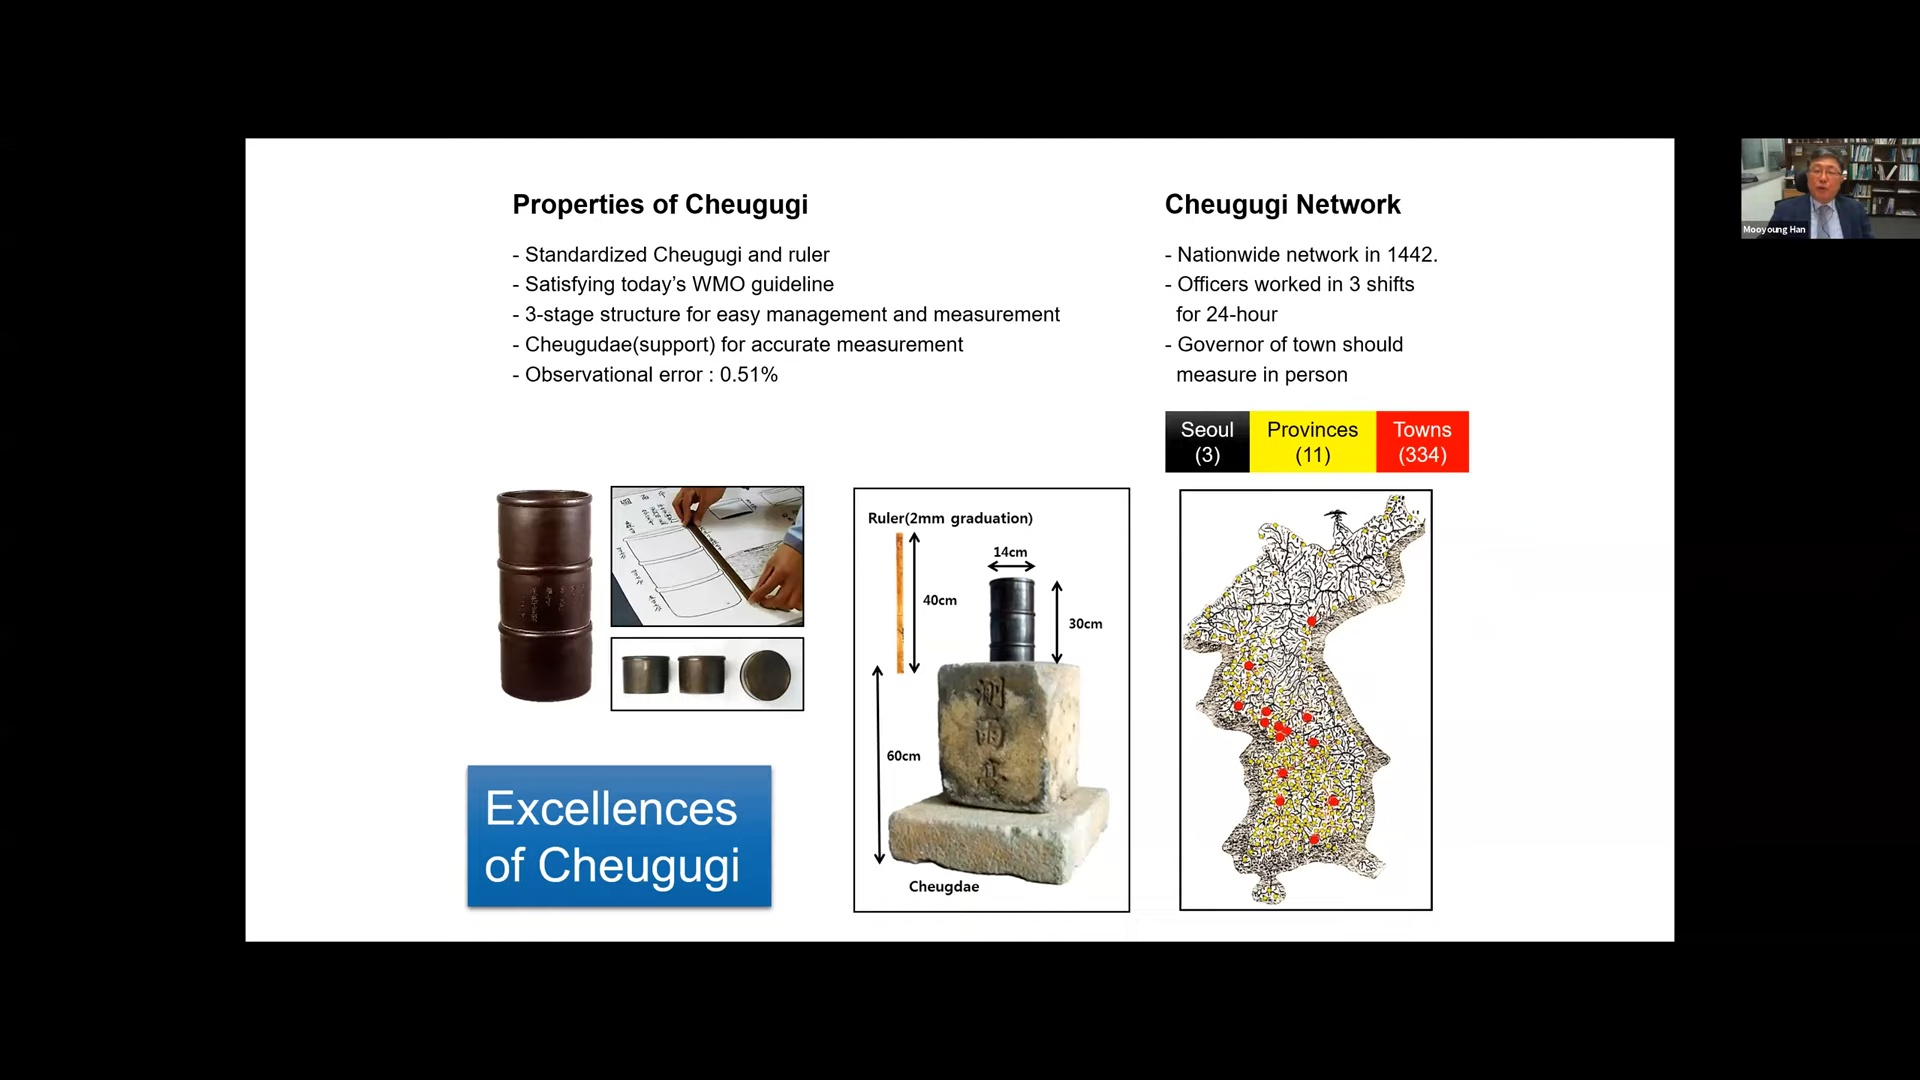 Properties of Cheugugi
- Standardized Cheugugi and ruler
- Satisfying today's WMO guideline
- 3-stage structure for easy management and measurement
- Cheugudae(support) for accurate measurement
- Observational error : 0.51%
Cheugugi Network
- Nationwide network in 1442.
- Officers worked in 3 shifts
for 24-hour
- Governor of town should
measure in person
Seoul
(3)
Provinces
(11)
Towns
(334)
Ruler(2mm graduation)
14cm
40cm
30cm
測
雨
60cm
Cheugdae
Excellences
of Cheugugi
Mooyoung Han